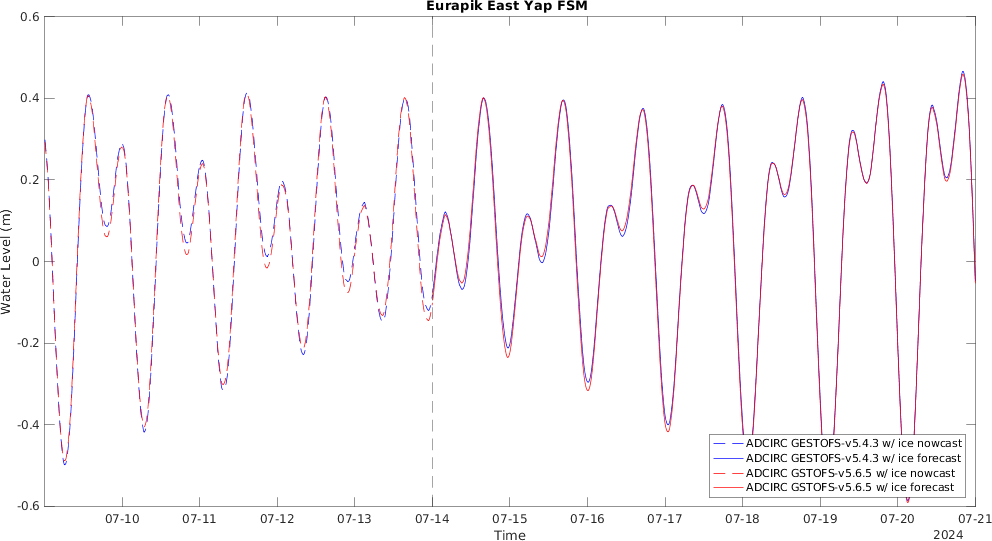 Eurapik East Yap FSM
0.6
0.4
0.2
0
-0.2
-0.4
-0.6
Water Level (m)
ADCIRC GESTOFS-v5.4.3 w/ ice nowcast
ADCIRC GESTOFS-v5.4.3 w/ ice forecast
ADCIRC GSTOFS-v5.6.5 w/ ice nowcast
ADCIRC GSTOFS-v5.6.5 w/ ice forecast
07-10 07-11 07-12 07-13 07-14 07-15 07-16 07-17 07-18 07-19 07-20 07-21
Time
2024